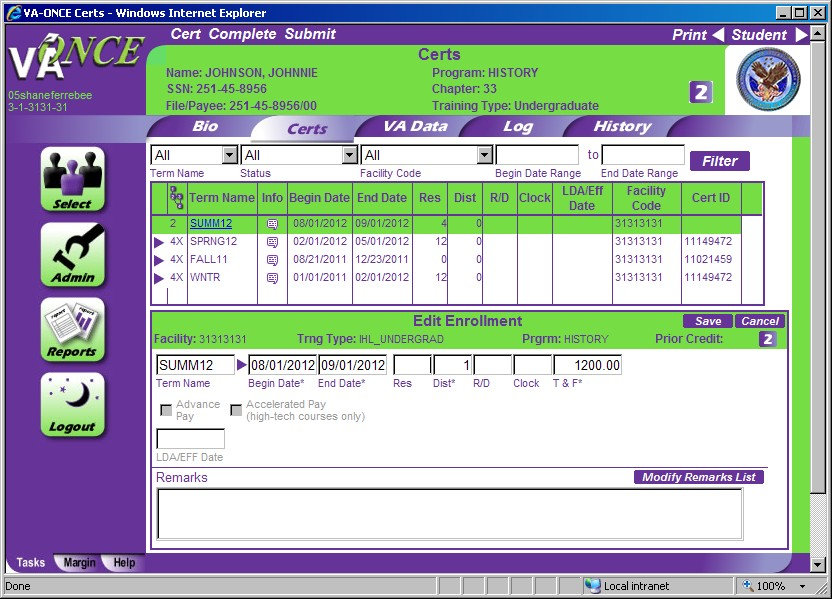 VA-ONCE Certs - Windows Internet Explorer
VA ONCE
05shaneferrebee
3-1-3131-31
Cert Complete Submit
Print Student
Certs
Name: JOHNSON, JOHNNIE
Program: HISTORY
SSN: 251-45-8956
Chapter: 33
File/Payee: 251-45-8956/00
Training Type: Undergraduate
2
Bio Certs VA Data Log History
All All All to Filter
Term Name Status Facility Code Begin Date Range End Date Range
Term Name Info Begin Date End Date Res Dist R/D Clock LDA/Eff Date Facility Code Cert ID
2 SUMM12 08/01/2012 09/01/2012 4 0 31313131
4X SPRNG12 02/01/2012 05/01/2012 12 0 31313131 11149472
4X FALL11 08/21/2011 12/23/2011 0 0 31313131 11021459
4X WNTR 01/01/2011 02/01/2012 12 0 31313131 11149472
Edit Enrollment Save Cancel
Facility: 31313131 Trng Type: IHL_UNDERGRAD Prgrm: HISTORY Prior Credit: 2
SUMM12 08/01/2012 09/01/2012 1 1200.00
Term Name Begin Date* End Date* Res Dist* R/D Clock T & F*
Advance Pay
Accelerated Pay
(high-tech courses only)
LDA/EFF Date
Remarks
Modify Remarks List
Select
Admin
Reports
Logout
Tasks Margin Help
Done Local intranet 100%